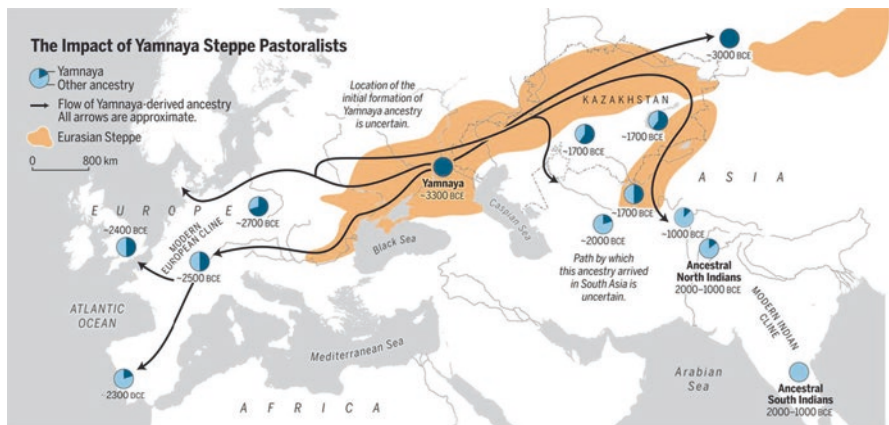 The Impact of Yamnaya Steppe Pastoralists
Yamnaya
Other ancestry
Flow of Yamnaya-derived ancestry
All arrows are approximate.
Eurasian Steppe
0 800 km
Location of the
initial formation of
Yamnaya ancestry
is uncertain.
~3000 BCE
KAZAKHSTAN
~1700 BCE
~1700 BCE
Yamnaya
~3300 BCE
ASIA
EUROPE
~2700 BCE
~2400 BCE
MODERN
EUROPEAN CLINE
~2500 BCE
Black Sea
Caspian Sea
~1700 BCE
~2000 BCE
~1000 BCE
Path by which
this ancestry arrived
in South Asia is
uncertain.
Ancestral
North Indians
2000–1000 BCE
MODERN INDIAN
CLINE
ATLANTIC
OCEAN
Mediterranean Sea
Arabian
Sea
~2300 BCE
AFRICA
Ancestral
South Indians
2000–1000 BCE